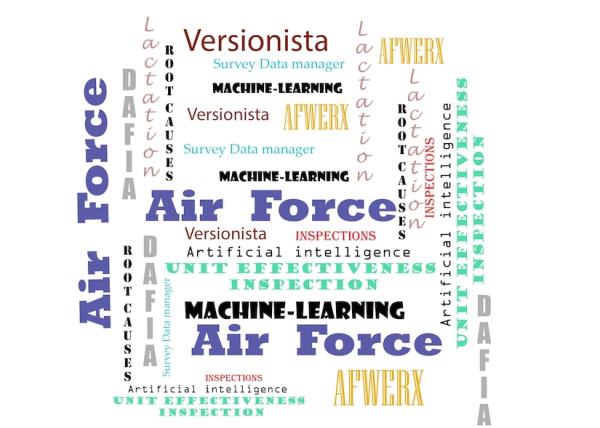 Lactation
Versionista
Lactation
AFWERX
ROOT CAUSES
Survey Data manager
DAFIA
Lactation
MACHINE-LEARNING
Air Force
Versionista
AFWERX
ROOT CAUSES
INSPECTIONS
Artificial intelligence
UNIT EFFECTIVENESS
INSPECTION
Survey Data manager
MACHINE-LEARNING
Air Force
Versionista
INSPECTIONS
Artificial intelligence
ROOT CAUSES
DAFIA
UNIT EFFECTIVENESS
INSPECTION
Survey Data manager
MACHINE-LEARNING
DAFIA
Air Force
INSPECTIONS
AFWERX
Artificial intelligence
UNIT EFFECTIVENESS
INSPECTION